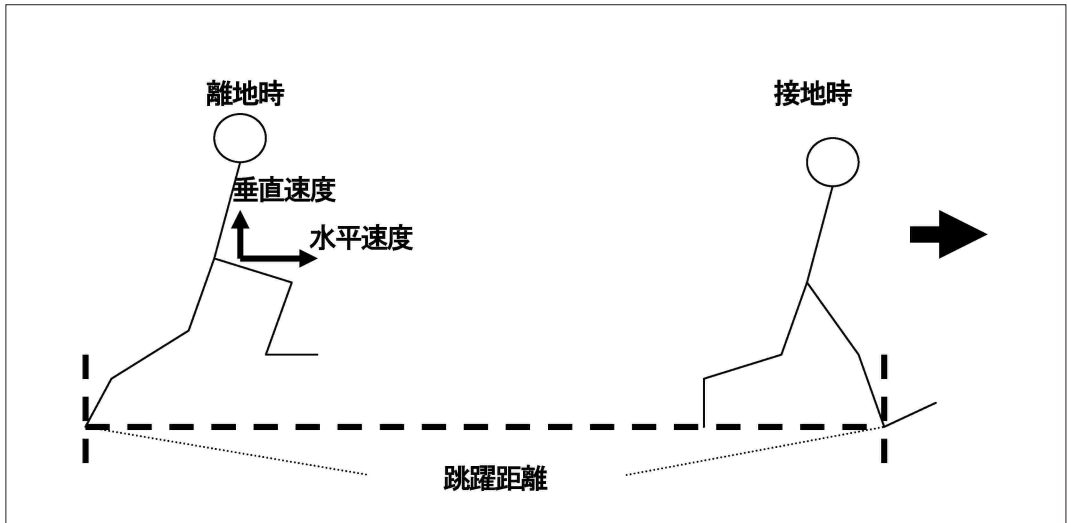 離地時
接地時
垂直速度
水平速度
跳躍距離